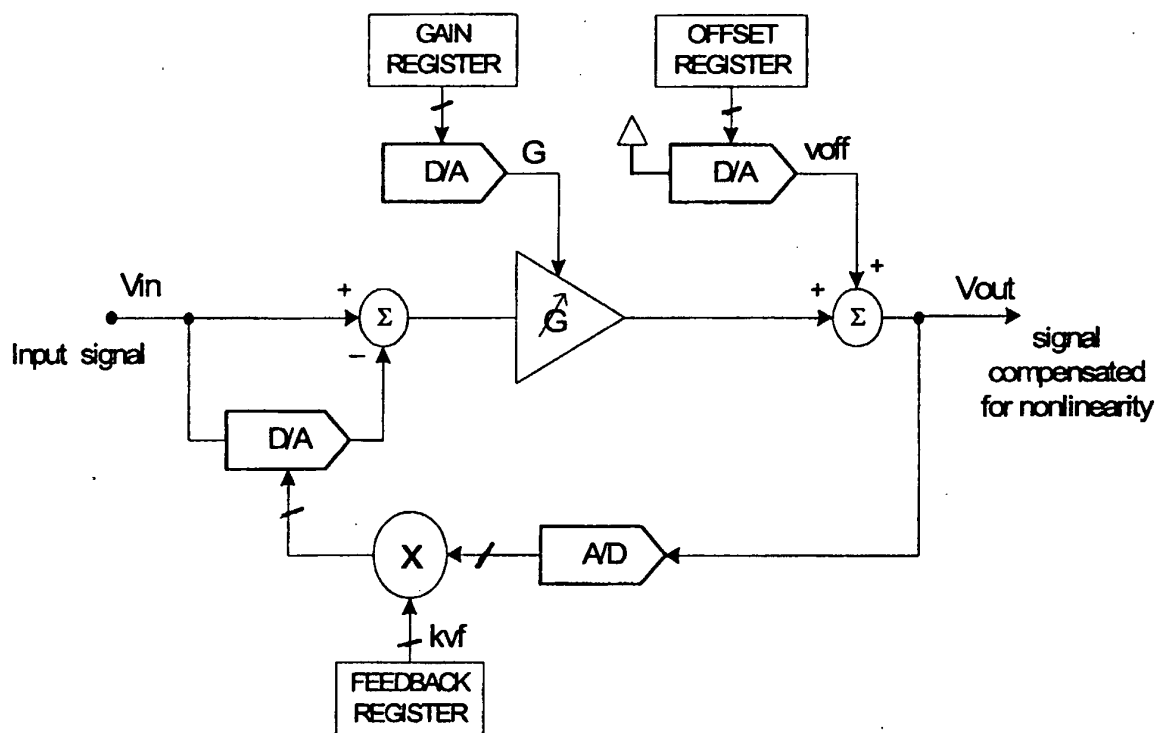 GAIN
REGISTER
OFFSET
REGISTER
D/A
G
D/A
voff
Vin
+
Σ
−
G
+
+
Σ
Vout
Input signal
signal
compensated
for nonlinearity
D/A
X
A/D
kvf
FEEDBACK
REGISTER